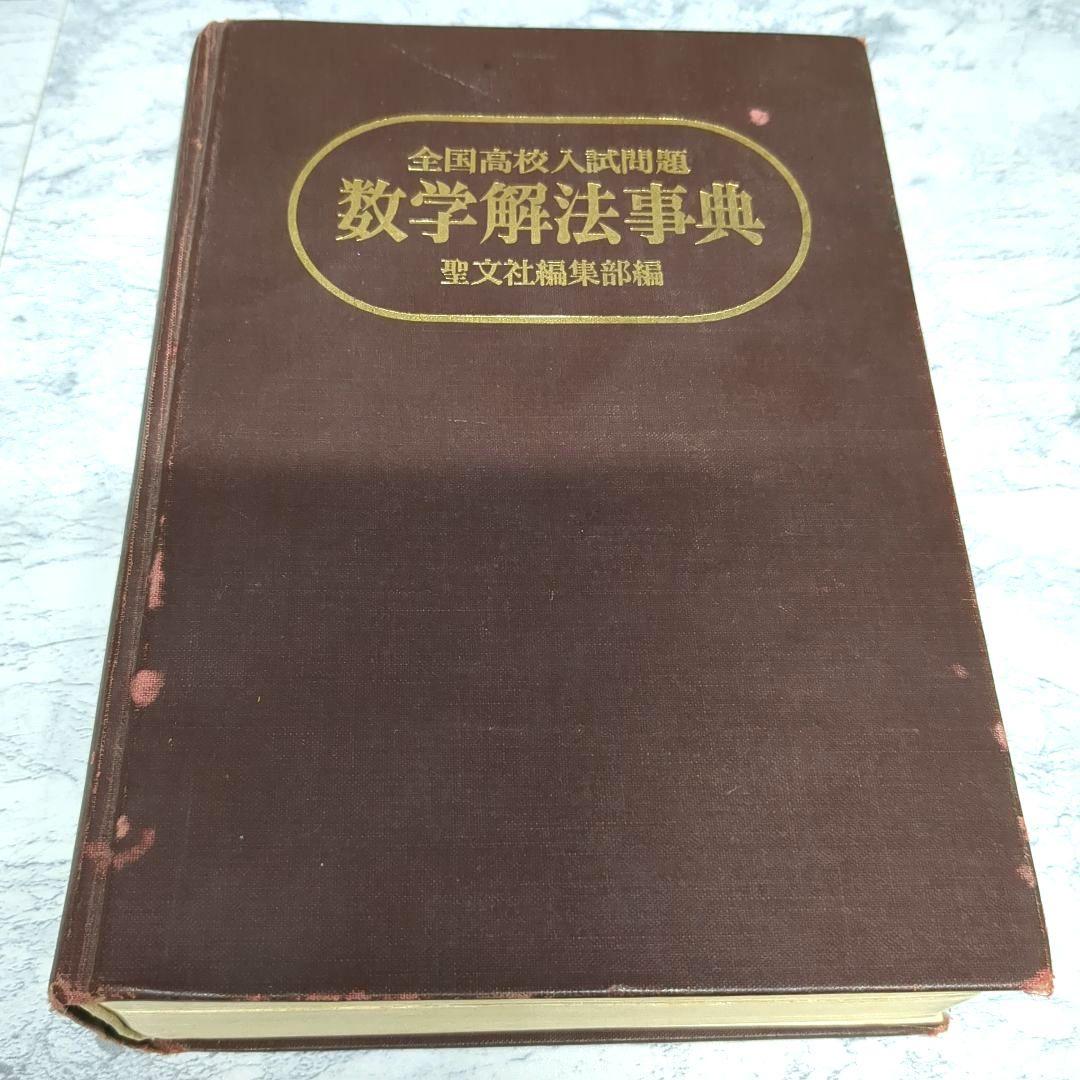 全国高校入試問題
数学解法事典
聖文社編集部編